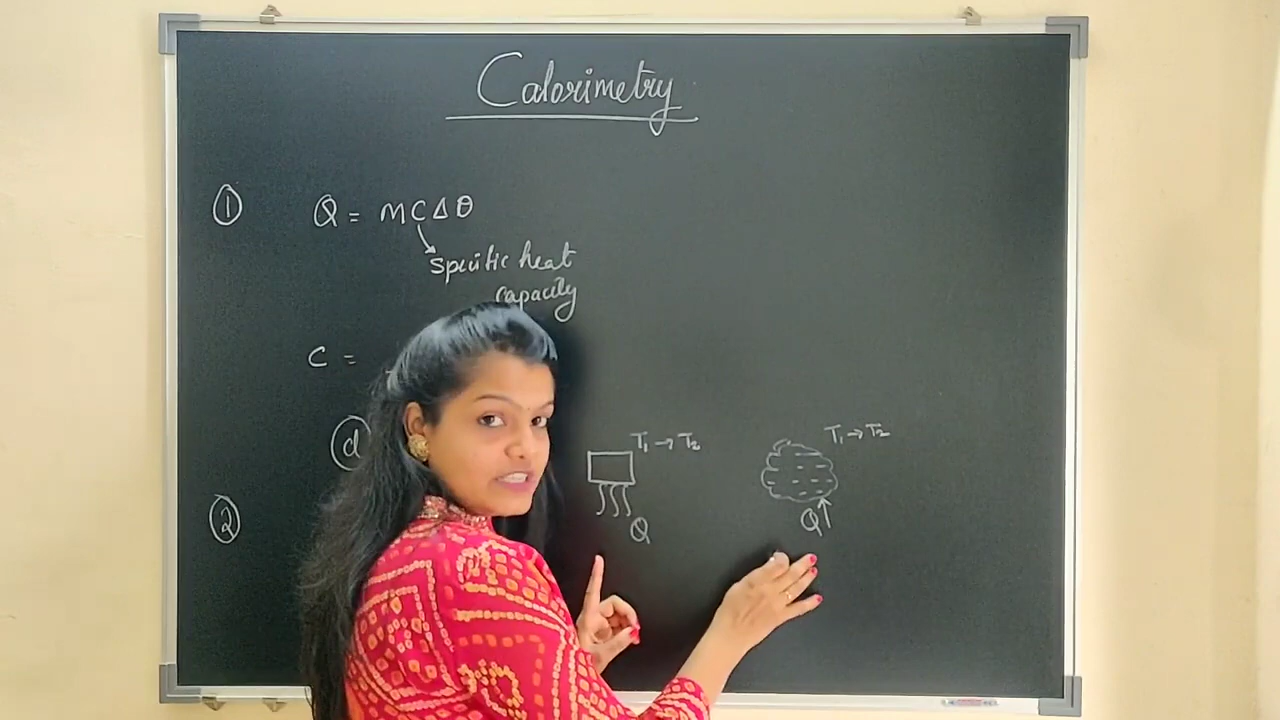 Calorimetry
① Q = MCΔθ
Specific heat
capacity
C =
ⓓ
T₁ → T₂
T₁ → T₂
②
Q
Q